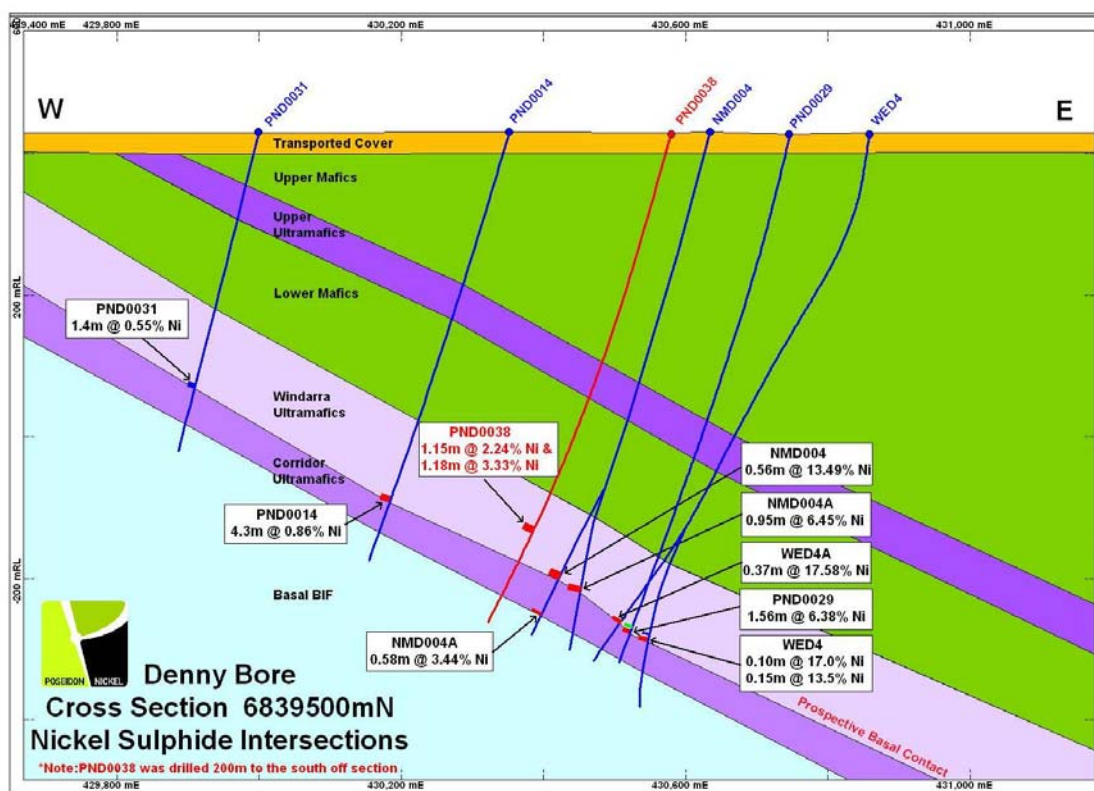 429,400 mE
429,800 mE
430,200 mE
430,600 mE
431,000 mE
W
PND0031
PND0014
PND0038
NMD004
PND0029
WED4
E
Transported Cover
Upper Mafics
Upper
Ultramafics
200 mRL
Lower Mafics
PND0031
1.4m @ 0.55% Ni
Windarra
Ultramafics
PND0038
1.15m @ 2.24% Ni &
1.18m @ 3.33% Ni
Corridor
Ultramafics
NMD004
0.56m @ 13.49% Ni
PND0014
4.3m @ 0.86% Ni
NMD004A
0.95m @ 6.45% Ni
WED4A
0.37m @ 17.58% Ni
-200 mRL
Basal BIF
PND0029
1.56m @ 6.38% Ni
NMD004A
0.58m @ 3.44% Ni
WED4
0.10m @ 17.0% Ni
0.15m @ 13.5% Ni
POSEIDON NICKEL
Denny Bore
Cross Section 6839500mN
Nickel Sulphide Intersections
*Note:PND0038 was drilled 200m to the south off section.
Prospective Basal Contact
429,800 mE
430,200 mE
430,600 mE
431,000 mE